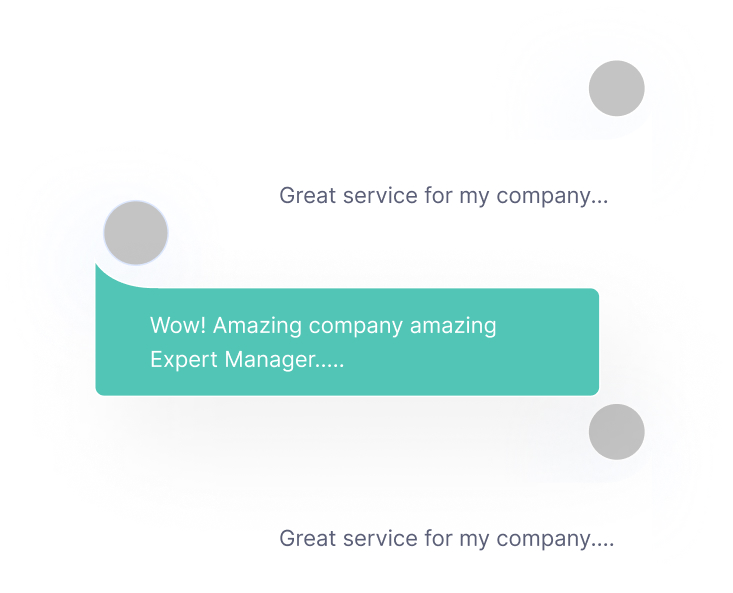 Great service for my company...
Wow! Amazing company amazing
Expert Manager.....
Great service for my company....